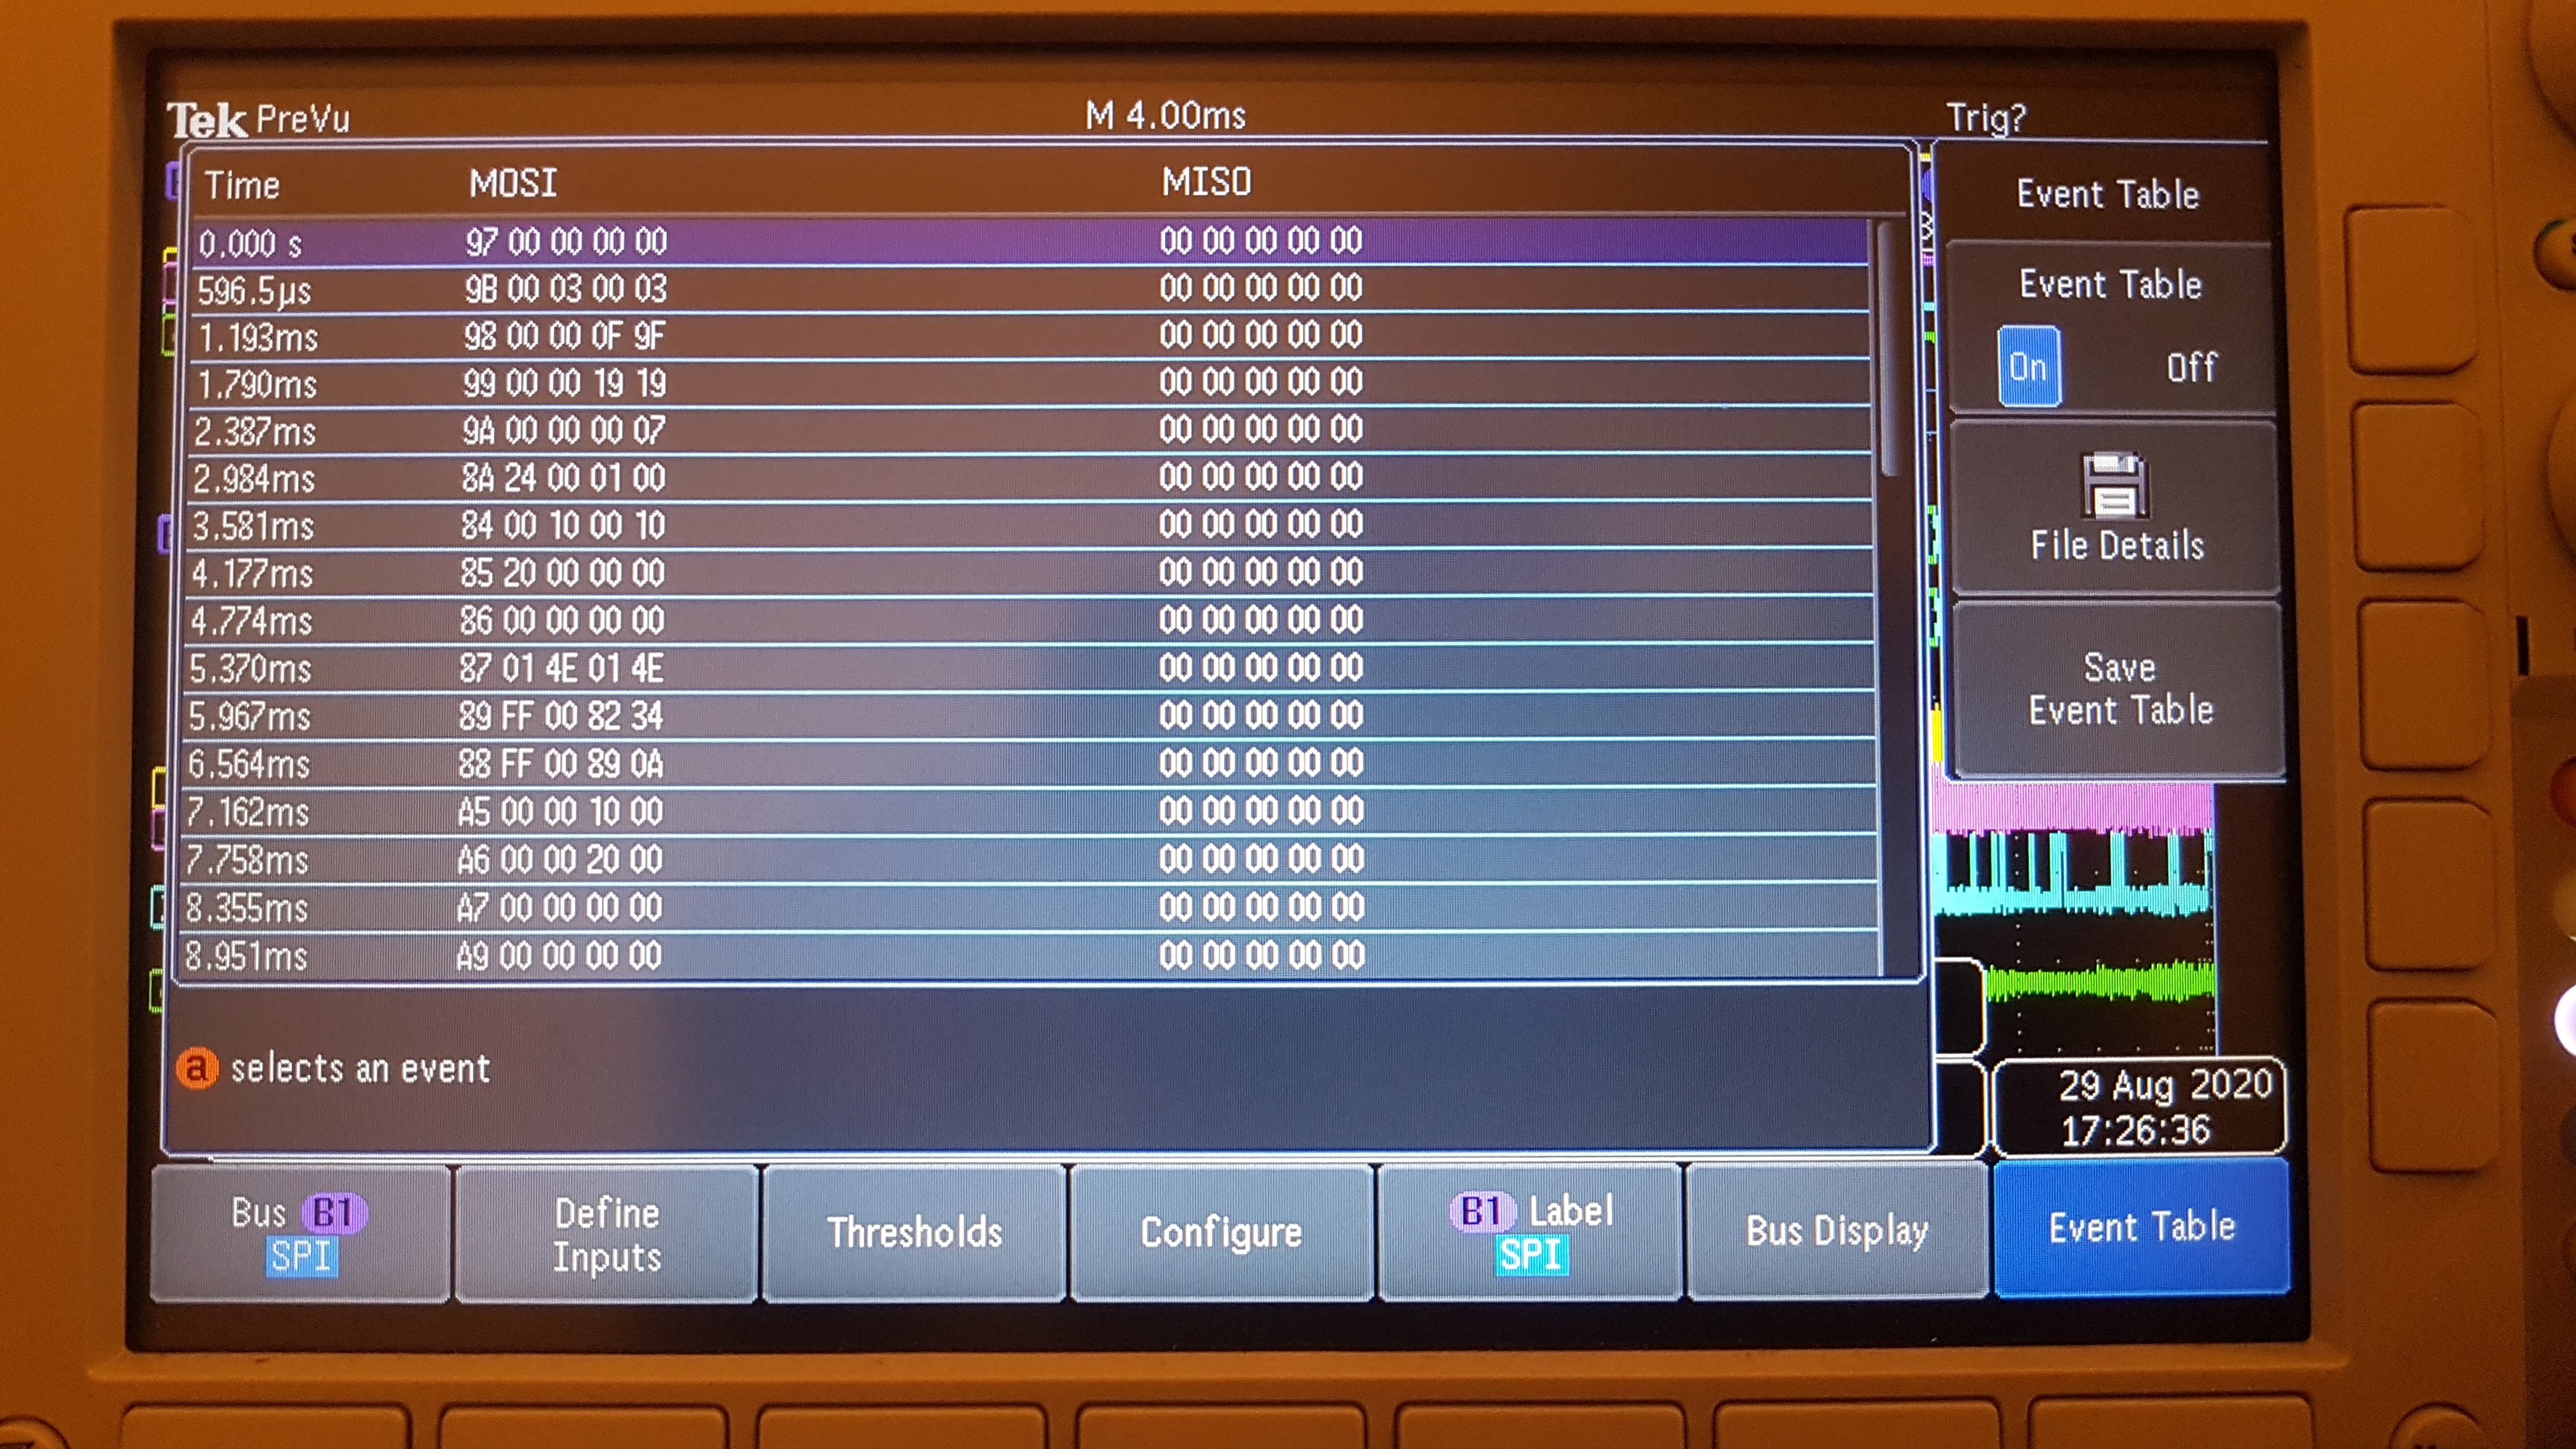 Tek PreVu M 4.00ms Trig?
Time MOSI MISO
0.000 s 97 00 00 00 00 00 00 00 00 00
596.5µs 9B 00 03 00 03 00 00 00 00 00
1.193ms 98 00 00 0F 9F 00 00 00 00 00
1.790ms 99 00 00 19 19 00 00 00 00 00
2.387ms 9A 00 00 00 07 00 00 00 00 00
2.984ms 8A 24 00 01 00 00 00 00 00 00
3.581ms 84 00 10 00 10 00 00 00 00 00
4.177ms 85 20 00 00 00 00 00 00 00 00
4.774ms 86 00 00 00 00 00 00 00 00 00
5.370ms 87 01 4E 01 4E 00 00 00 00 00
5.967ms 89 FF 00 82 34 00 00 00 00 00
6.564ms 88 FF 00 89 0A 00 00 00 00 00
7.162ms A5 00 00 10 00 00 00 00 00 00
7.758ms A6 00 00 20 00 00 00 00 00 00
8.355ms A7 00 00 00 00 00 00 00 00 00
8.951ms A9 00 00 00 00 00 00 00 00 00
a selects an event
Event Table
Event Table
On Off
File Details
Save
Event Table
29 Aug 2020
17:26:36
Bus B1
SPI
Define
Inputs
Thresholds
Configure
B1 Label
SPI
Bus Display
Event Table